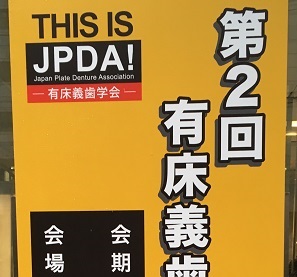 THIS IS
JPDA!
Japan Plate Denture Association
―有床義歯学会―
第2回
有床義歯
会期
会場